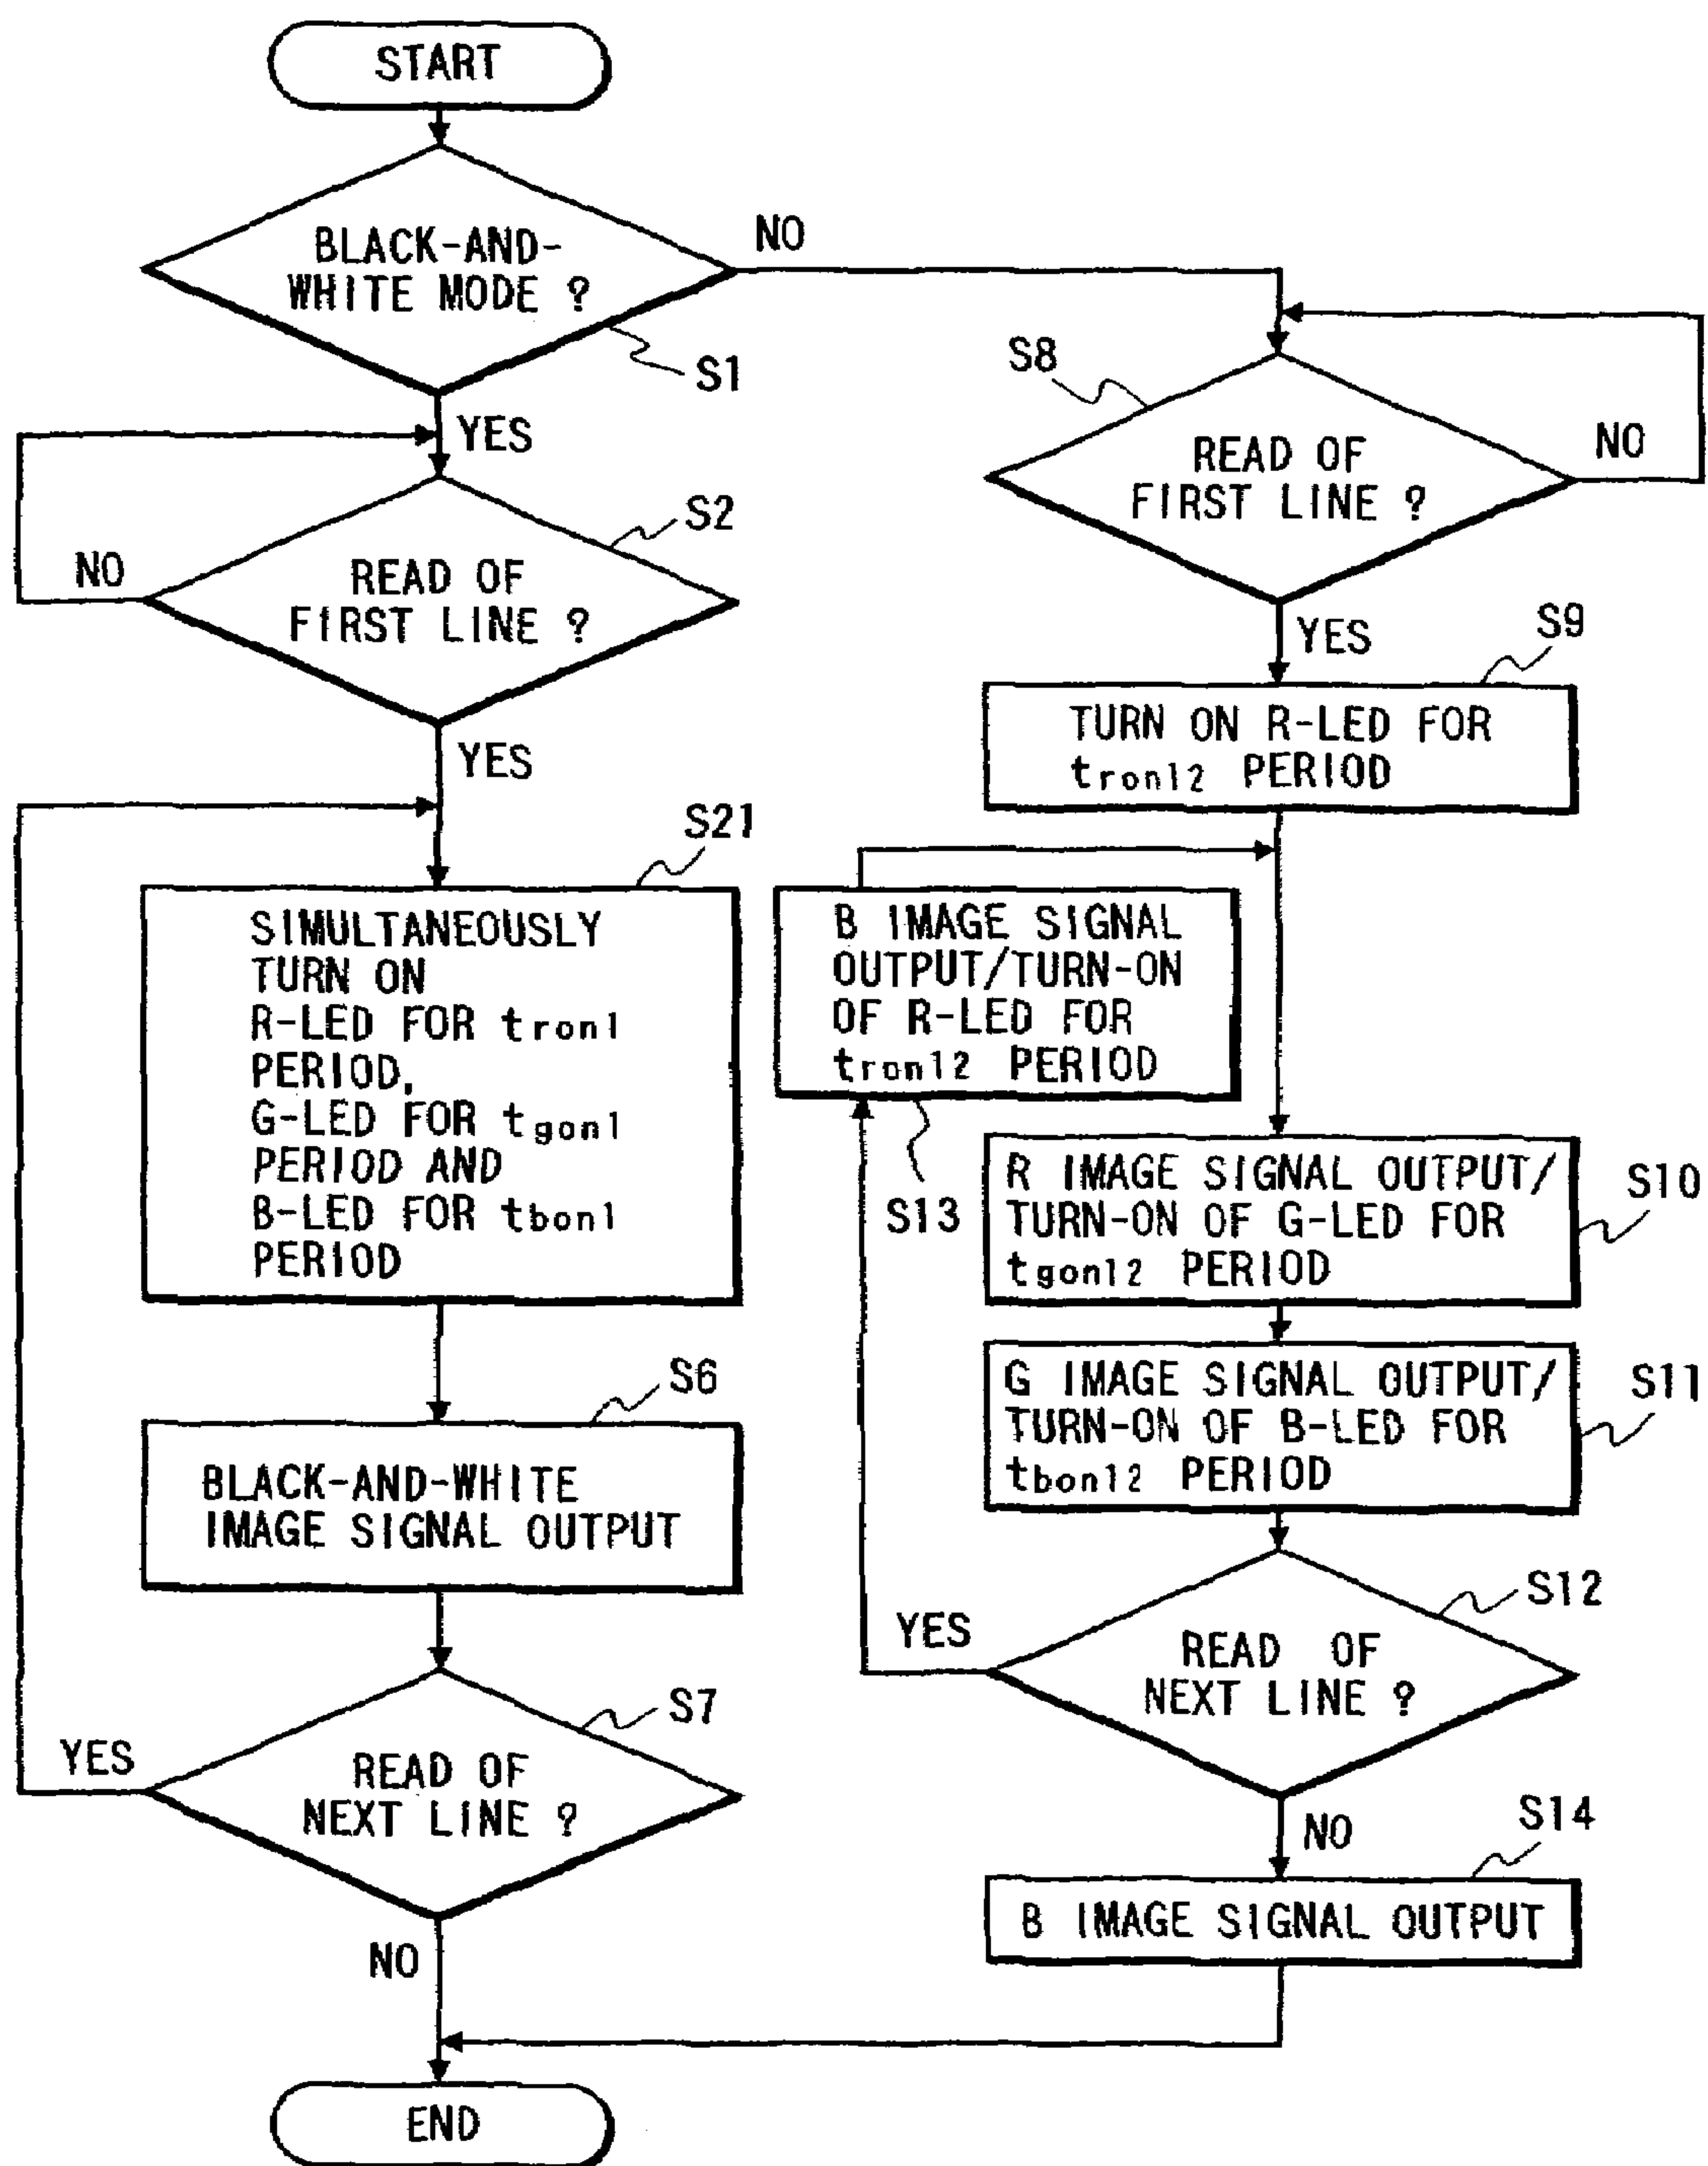 START
BLACK-AND-
WHITE MODE ?
NO
S1
YES
S2
READ OF
FIRST LINE ?
NO
YES
S21
SIMULTANEOUSLY
TURN ON
R-LED FOR tron1
PERIOD,
G-LED FOR tgon1
PERIOD AND
B-LED FOR tbon1
PERIOD
S6
BLACK-AND-WHITE
IMAGE SIGNAL OUTPUT
S7
READ OF
NEXT LINE ?
YES
NO
S8
READ OF
FIRST LINE ?
NO
YES
S9
TURN ON R-LED FOR
tron12 PERIOD
B IMAGE SIGNAL
OUTPUT/TURN-ON
OF R-LED FOR
tron12 PERIOD
S13
R IMAGE SIGNAL OUTPUT/
TURN-ON OF G-LED FOR
tgon12 PERIOD
S10
G IMAGE SIGNAL OUTPUT/
TURN-ON OF B-LED FOR
tbon12 PERIOD
S11
S12
READ OF
NEXT LINE ?
YES
NO
S14
B IMAGE SIGNAL OUTPUT
END